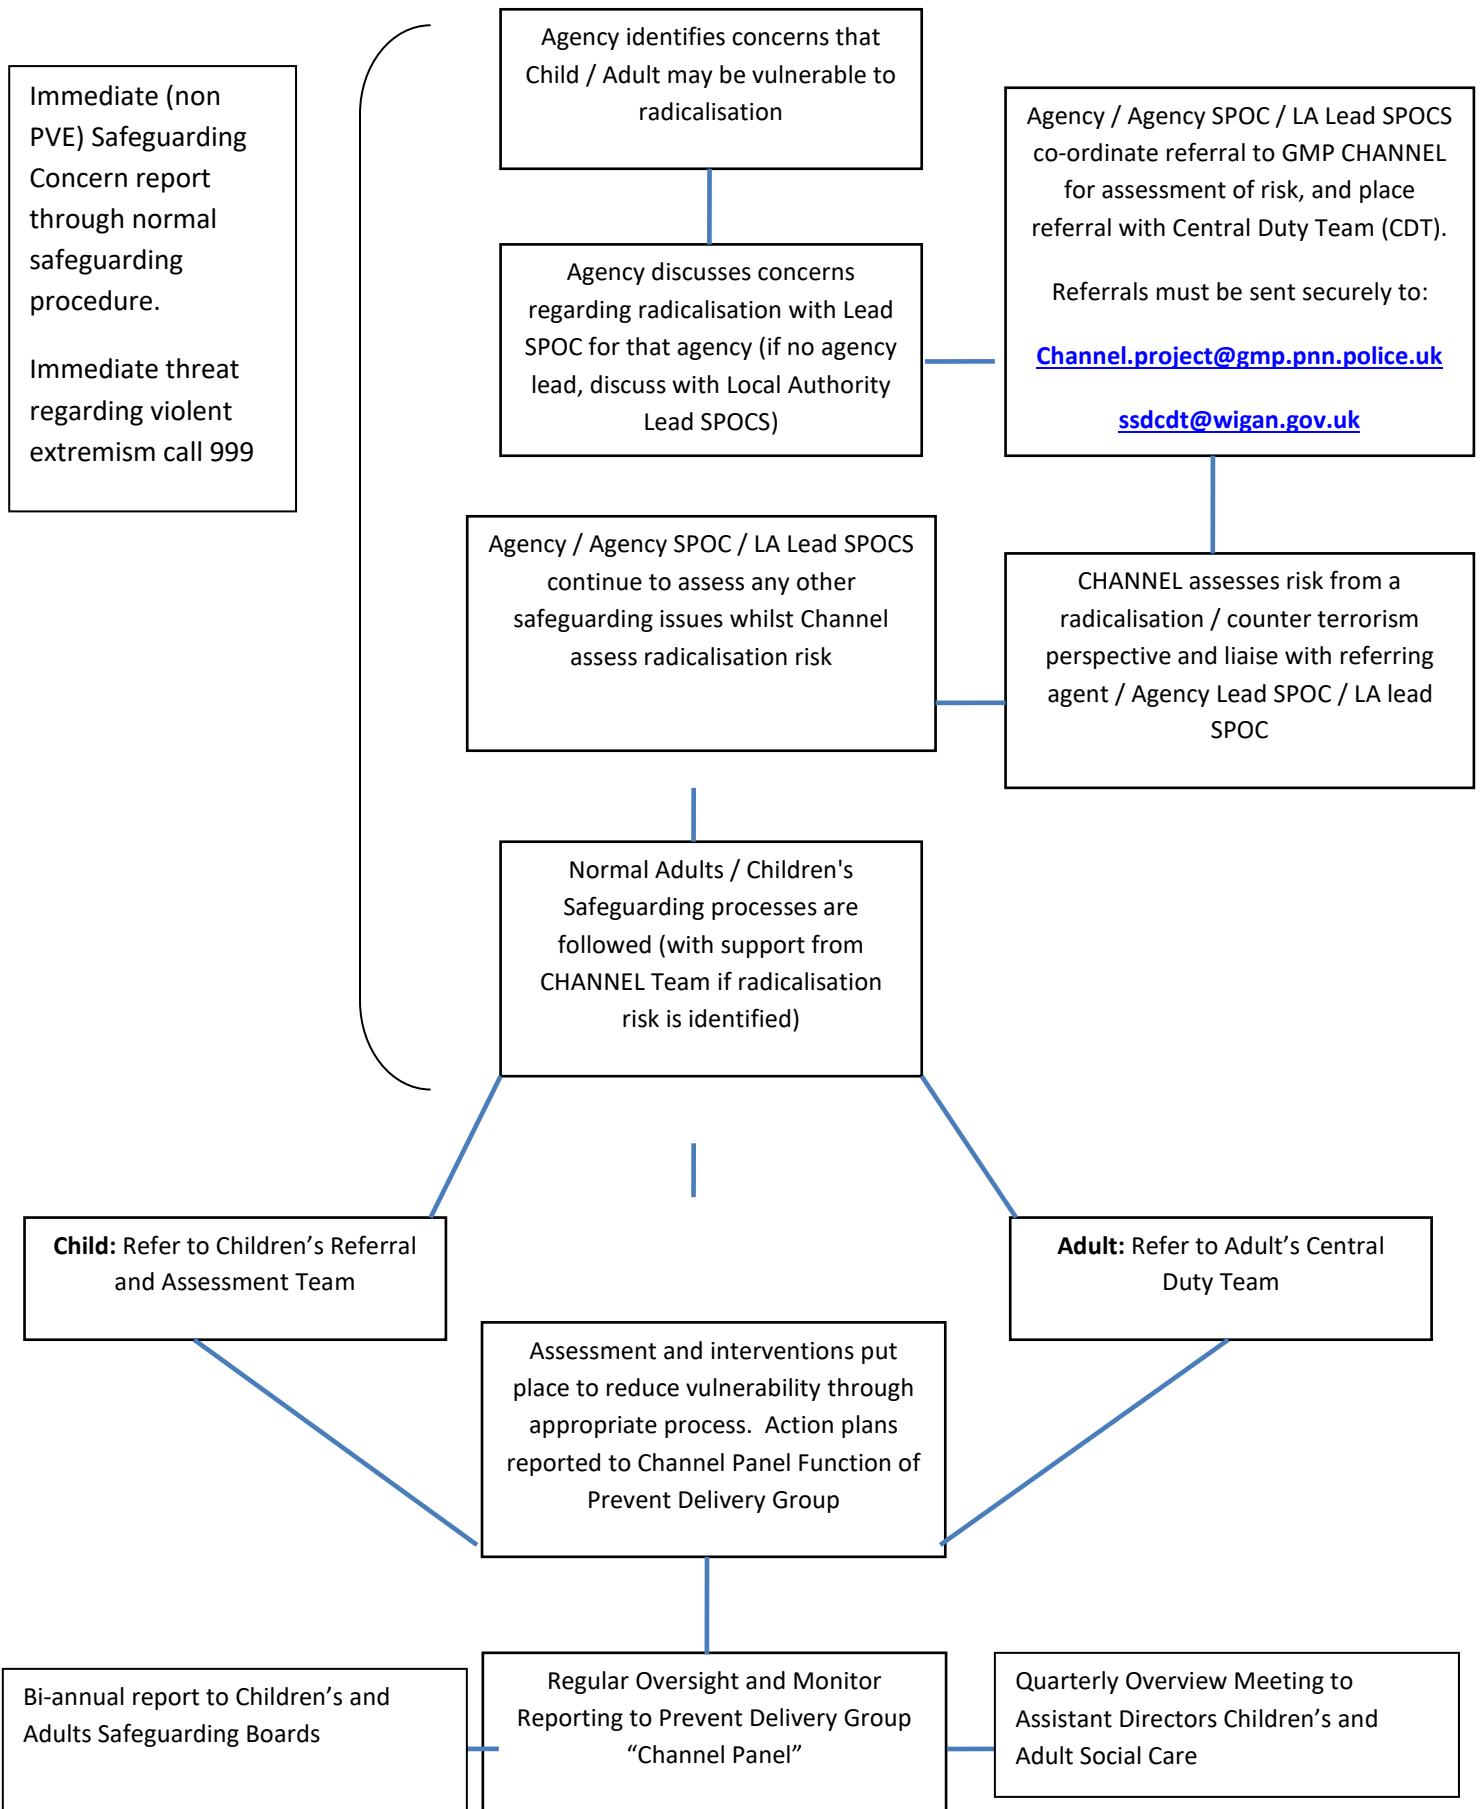 Immediate (non
PVE) Safeguarding
Concern report
through normal
safeguarding
procedure.
Immediate threat
regarding violent
extremism call 999
Agency identifies concerns that
Child / Adult may be vulnerable to
radicalisation
Agency discusses concerns
regarding radicalisation with Lead
SPOC for that agency (if no agency
lead, discuss with Local Authority
Lead SPOCS)
Agency / Agency SPOC / LA Lead SPOCS
co-ordinate referral to GMP CHANNEL
for assessment of risk, and place
referral with Central Duty Team (CDT).
Referrals must be sent securely to:
Channel.project@gmp.pnn.police.uk
ssdcdt@wigan.gov.uk
CHANNEL assesses risk from a
radicalisation / counter terrorism
perspective and liaise with referring
agent / Agency Lead SPOC / LA lead
SPOC
Agency / Agency SPOC / LA Lead SPOCS
continue to assess any other
safeguarding issues whilst Channel
assess radicalisation risk
Normal Adults / Children's
Safeguarding processes are
followed (with support from
CHANNEL Team if radicalisation
risk is identified)
Child: Refer to Children’s Referral
and Assessment Team
Adult: Refer to Adult’s Central
Duty Team
Assessment and interventions put
place to reduce vulnerability through
appropriate process.  Action plans
reported to Channel Panel Function of
Prevent Delivery Group
Bi-annual report to Children’s and
Adults Safeguarding Boards
Regular Oversight and Monitor
Reporting to Prevent Delivery Group
“Channel Panel”
Quarterly Overview Meeting to
Assistant Directors Children’s and
Adult Social Care